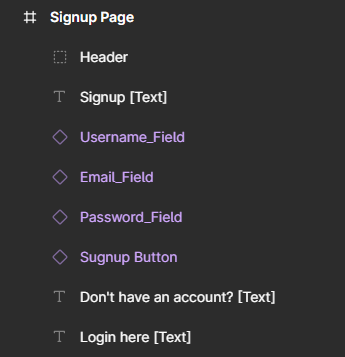 Signup Page
Header
Signup [Text]
Username_Field
Email_Field
Password_Field
Sugnup Button
Don't have an account? [Text]
Login here [Text]